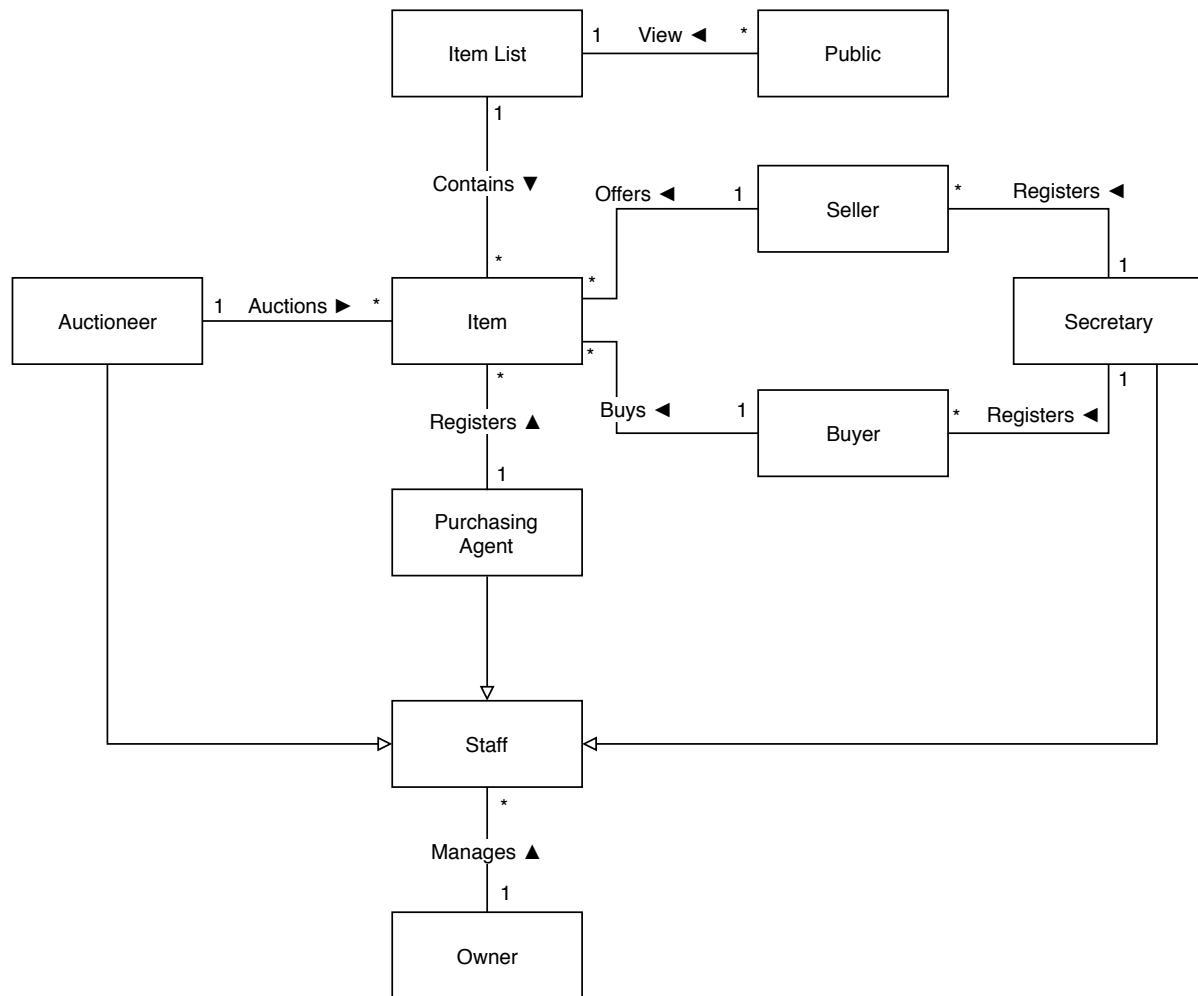 Item List
1
View ◄
*
Public
1
Contains ▼
*
Offers ◄
1
Seller
*
Registers ◄
1
*
Auctioneer
1
Auctions ►
*
Item
Secretary
*
Buys ◄
1
Buyer
*
Registers ◄
1
*
Registers ▲
1
Purchasing
Agent
Staff
*
Manages ▲
1
Owner